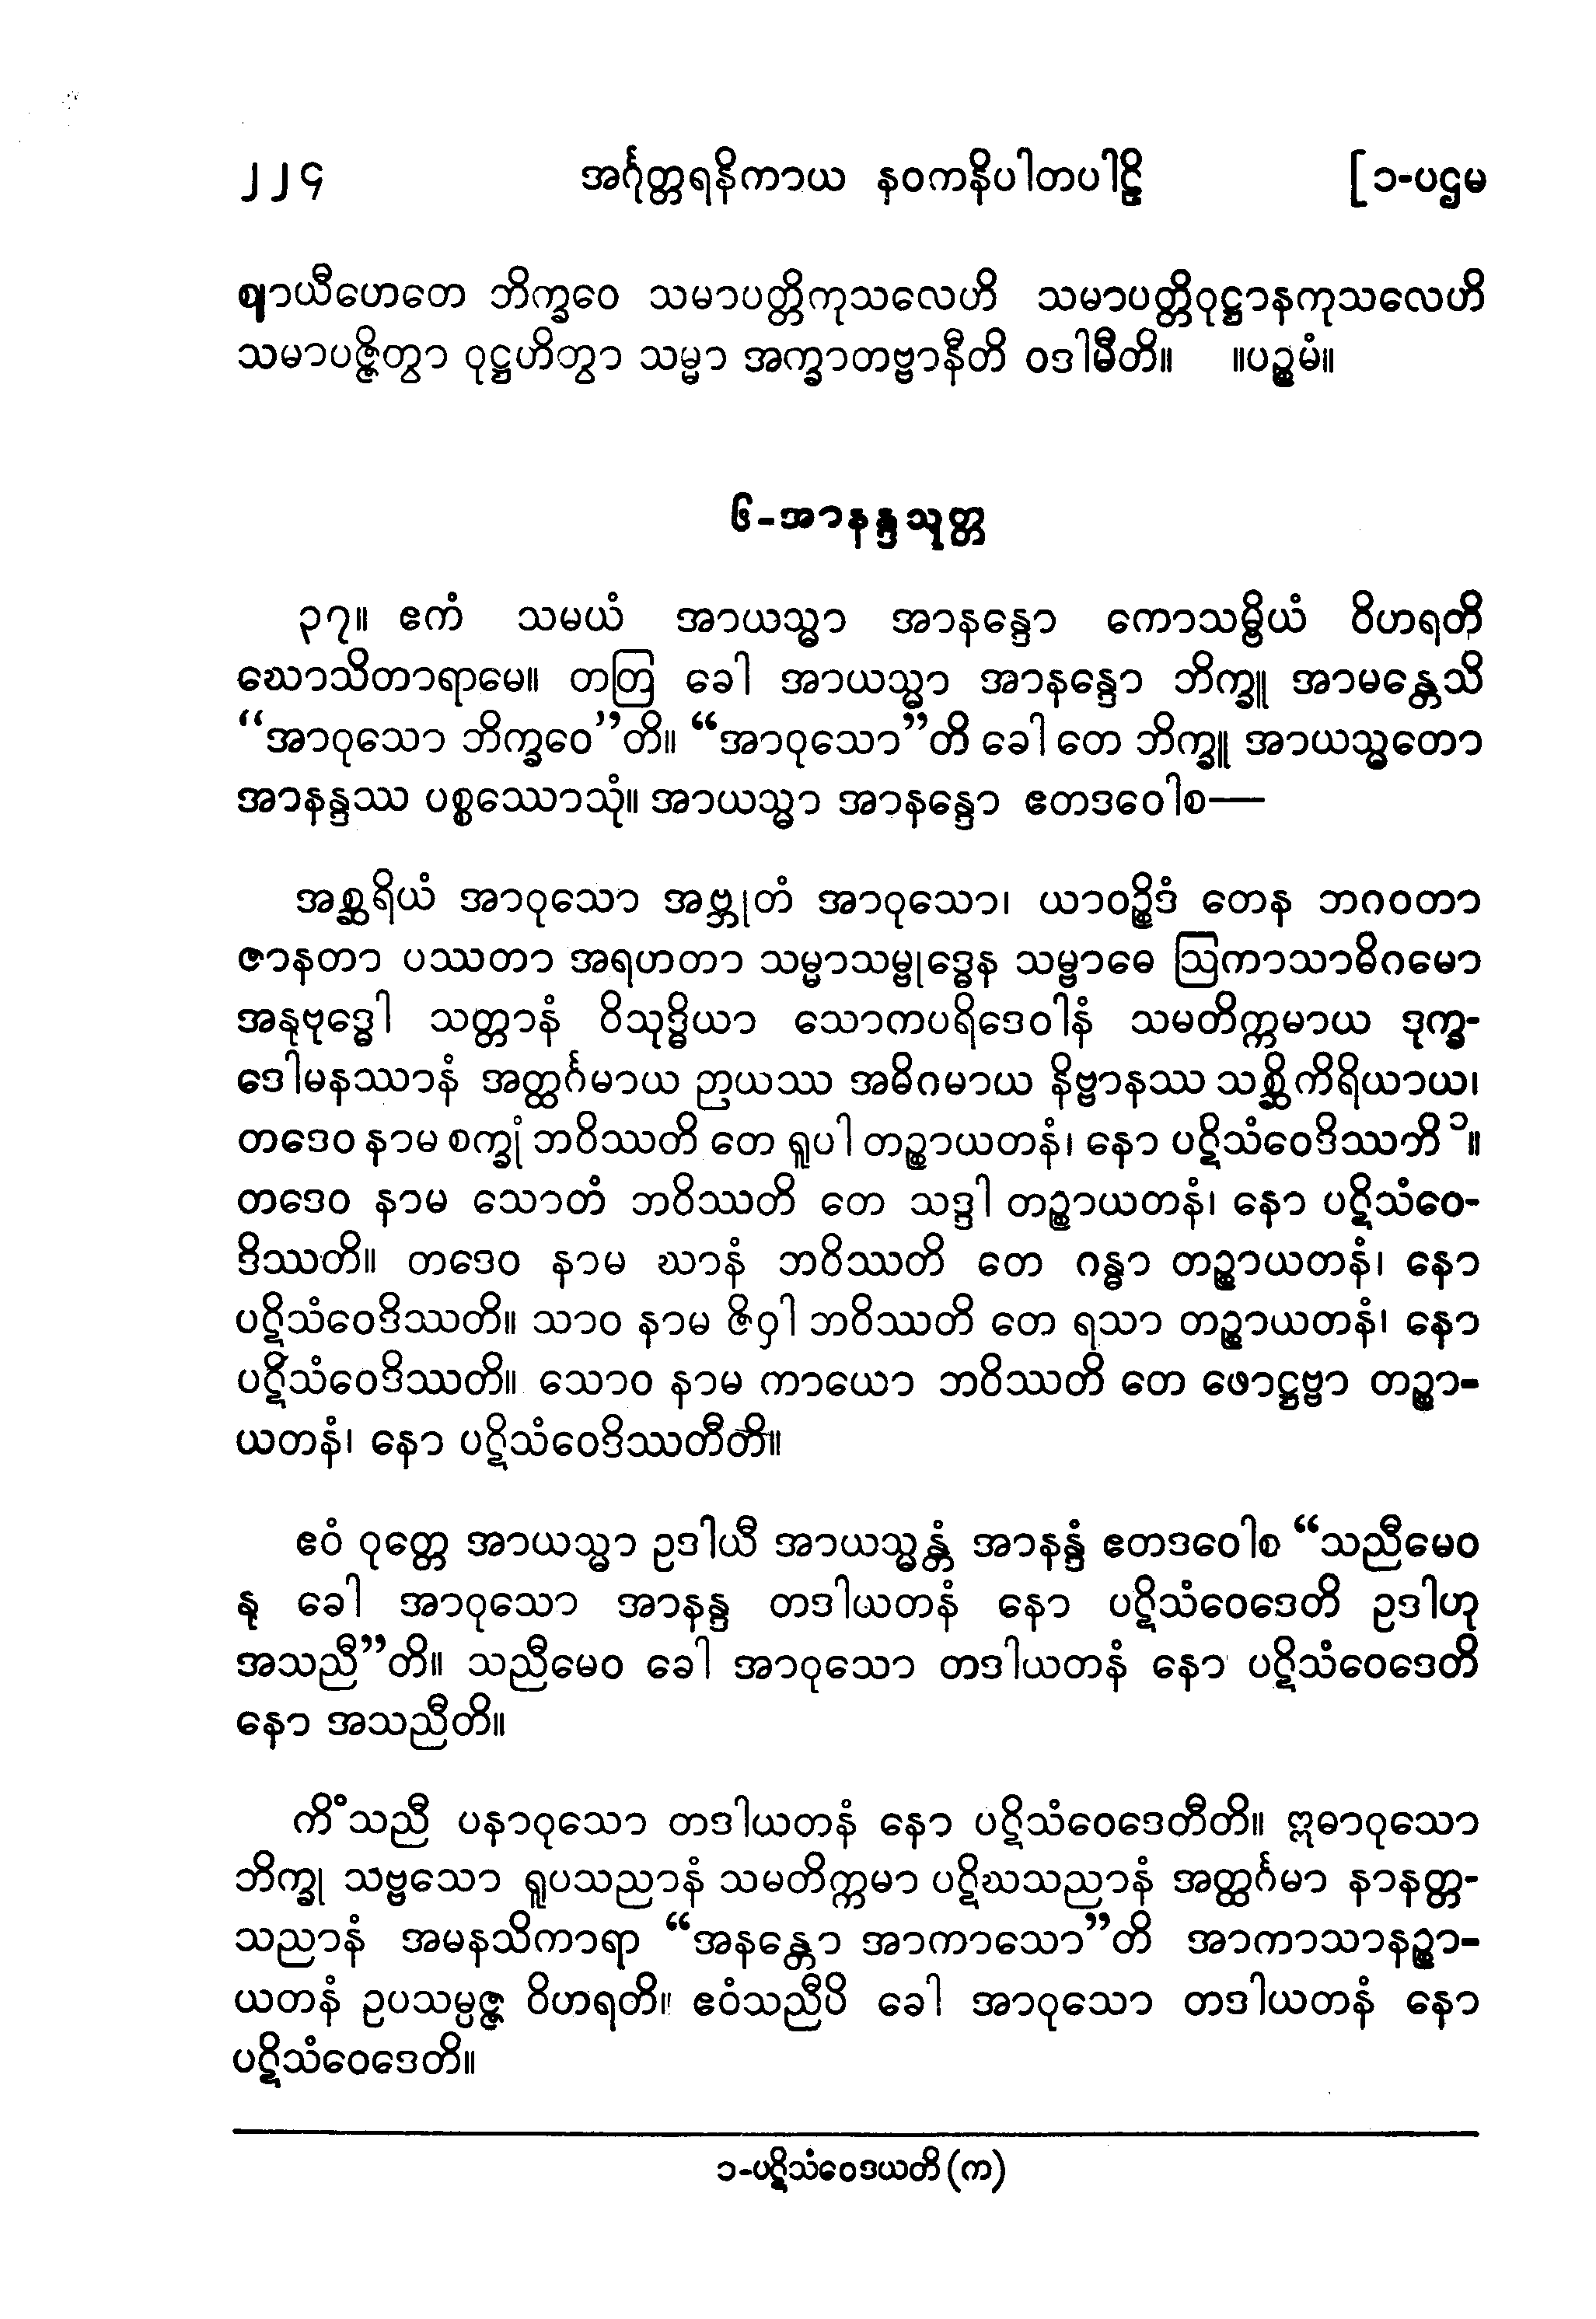 ၂၂၄ အင်္ဂုတ္တရနိကာယ နဝကနိပါတပါဠိ [၁-ပဌမ
ဈာယီဟေတေ ဘိက္ခဝေ သမာပတ္တိကုသလေဟိ သမာပတ္တိဝုဋ္ဌာနကုသလေဟိ
သမာပဇ္ဇိတွာ ဝုဋ္ဌဟိတွာ သမ္မာ အက္ခာတဗ္ဗာနီတိ ဝဒါမီတိ။ ။ပဉ္စမံ။
၆-အာနန္ဒသုတ္တ
၃၇။ ဧကံ သမယံ အာယသ္မာ အာနန္ဒော ကောသမ္ဗိယံ ဝိဟရတိ
ဃောသိတာရာမေ။ တတြ ခေါ အာယသ္မာ အာနန္ဒော ဘိက္ခူ အာမန္တေသိ
“အာဝုသော ဘိက္ခဝေ”တိ။ “အာဝုသော”တိ ခေါ တေ ဘိက္ခူ အာယသ္မတော
အာနန္ဒဿ ပစ္စဿောသုံ။ အာယသ္မာ အာနန္ဒော ဧတဒဝေါစ—
အစ္ဆရိယံ အာဝုသော အဗ္ဘုတံ အာဝုသော၊ ယာဝဉ္စိဒံ တေန ဘဂဝတာ
ဇာနတာ ပဿတာ အရဟတာ သမ္မာသမ္ဗုဒ္ဓေန သမ္ဗာဓေ ဩကာသာဓိဂမော
အနုဗုဒ္ဓေါ သတ္တာနံ ဝိသုဒ္ဓိယာ သောကပရိဒေဝါနံ သမတိက္ကမာယ ဒုက္ခ-
ဒေါမနဿာနံ အတ္ထင်္ဂမာယ ဉာယဿ အဓိဂမာယ နိဗ္ဗာနဿ သစ္ဆိကိရိယာယ၊
တဒေဝ နာမ စက္ခုံ ဘဝိဿတိ တေ ရူပါ တဉ္စာယတနံ၊ နော ပဋိသံဝေဒိဿတိ ၁။
တဒေဝ နာမ သောတံ ဘဝိဿတိ တေ သဒ္ဒါ တဉ္စာယတနံ၊ နော ပဋိသံဝေ-
ဒိဿတိ။ တဒေဝ နာမ ဃာနံ ဘဝိဿတိ တေ ဂန္ဓာ တဉ္စာယတနံ၊ နော
ပဋိသံဝေဒိဿတိ။ သာဝ နာမ ဇိဝှါ ဘဝိဿတိ တေ ရသာ တဉ္စာယတနံ၊ နော
ပဋိသံဝေဒိဿတိ။ သောဝ နာမ ကာယော ဘဝိဿတိ တေ ဖောဋ္ဌဗ္ဗာ တဉ္စာ-
ယတနံ၊ နော ပဋိသံဝေဒိဿတီတိ။
ဧဝံ ဝုတ္တေ အာယသ္မာ ဥဒါယီ အာယသ္မန္တံ အာနန္ဒံ ဧတဒဝေါစ “သညီမေဝ
နု ခေါ အာဝုသော အာနန္ဒ တဒါယတနံ နော ပဋိသံဝေဒေတိ ဥဒါဟု
အသညီ”တိ။ သညီမေဝ ခေါ အာဝုသော တဒါယတနံ နော ပဋိသံဝေဒေတိ
နော အသညီတိ။
ကိံသညီ ပနာဝုသော တဒါယတနံ နော ပဋိသံဝေဒေတီတိ။ ဣဓာဝုသော
ဘိက္ခု သဗ္ဗသော ရူပသညာနံ သမတိက္ကမာ ပဋိဃသညာနံ အတ္ထင်္ဂမာ နာနတ္တ-
သညာနံ အမနသိကာရာ “အနန္တော အာကာသော”တိ အာကာသာနဉ္စာ-
ယတနံ ဥပသမ္ပဇ္ဇ ဝိဟရတိ။ ဧဝံသညီပိ ခေါ အာဝုသော တဒါယတနံ နော
ပဋိသံဝေဒေတိ။
၁-ပဋိသံဝေဒယတိ (က)